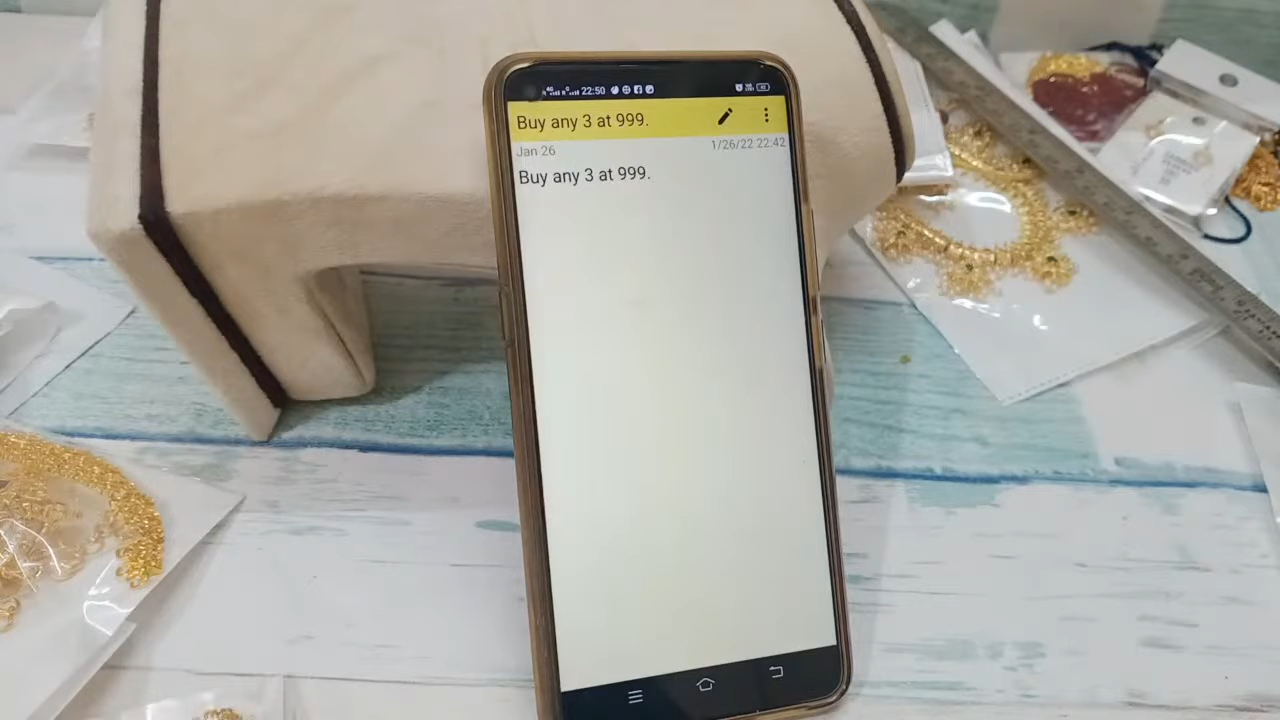 22:50
Buy any 3 at 999.
Jan 26
1/26/22 22:42
Buy any 3 at 999.